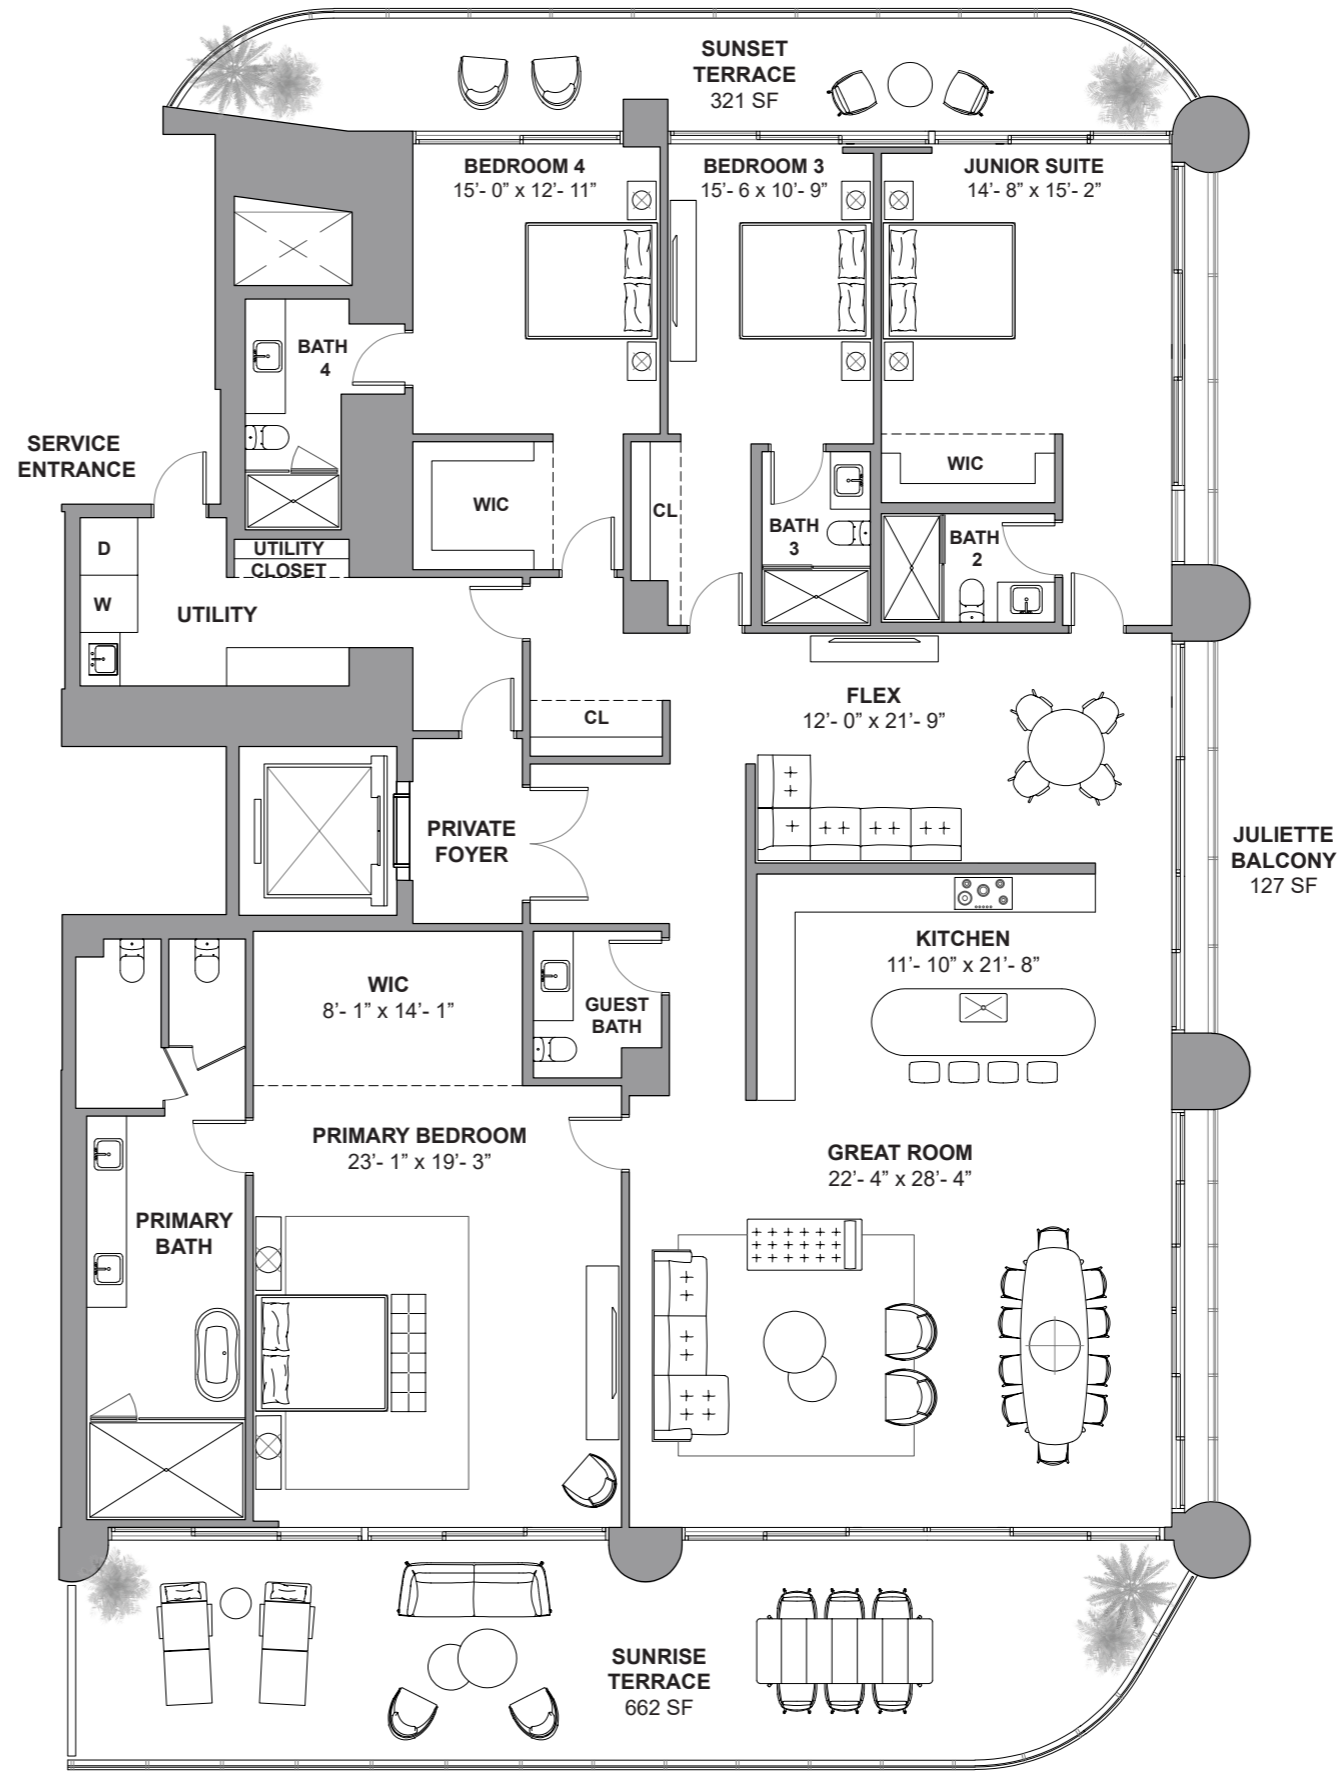 SUNSET
TERRACE
321 SF
BEDROOM 4
15’- 0” x 12’- 11”
BEDROOM 3
15’- 6 x 10’- 9”
JUNIOR SUITE
14’- 8” x 15’- 2”
BATH
4
SERVICE
ENTRANCE
WIC
CL
WIC
BATH
3
BATH
2
D
UTILITY
CLOSET
W
UTILITY
CL
FLEX
12’- 0” x 21’- 9”
PRIVATE
FOYER
JULIETTE
BALCONY
127 SF
KITCHEN
11’- 10” x 21’- 8”
WIC
8’- 1” x 14’- 1”
GUEST
BATH
PRIMARY BEDROOM
23’- 1” x 19’- 3”
GREAT ROOM
22’- 4” x 28’- 4”
PRIMARY
BATH
SUNRISE
TERRACE
662 SF